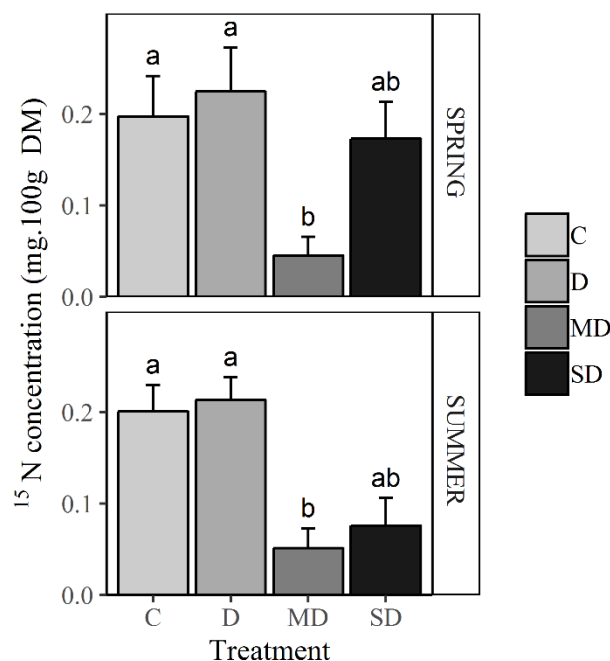 a
a
ab
b
0.2
0.1
0.0
SPRING
a
a
b
ab
0.2
0.1
0.0
SUMMER
¹⁵N concentration (mg.100g DM)
C
D
MD
SD
Treatment
C
D
MD
SD